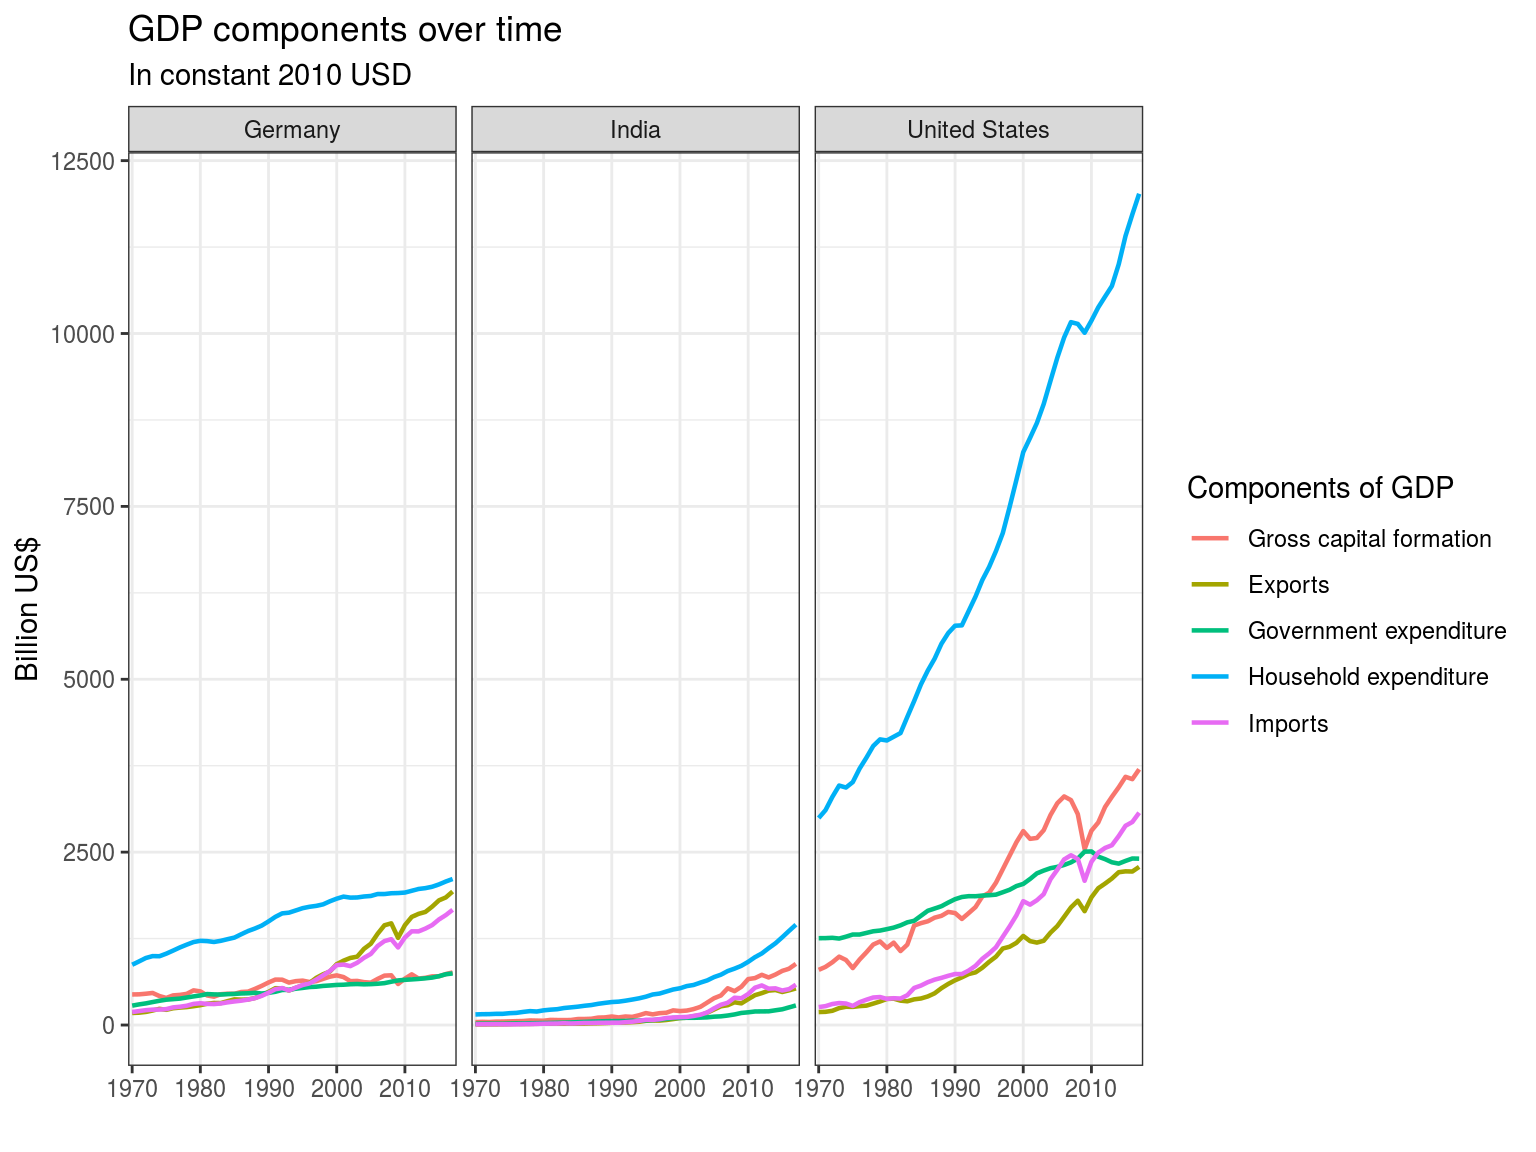 GDP components over time
In constant 2010 USD
Germany India United States
12500
10000
7500
5000
2500
0
Billion US$
1970 1980 1990 2000 2010 1970 1980 1990 2000 2010 1970 1980 1990 2000 2010
Components of GDP
Gross capital formation
Exports
Government expenditure
Household expenditure
Imports